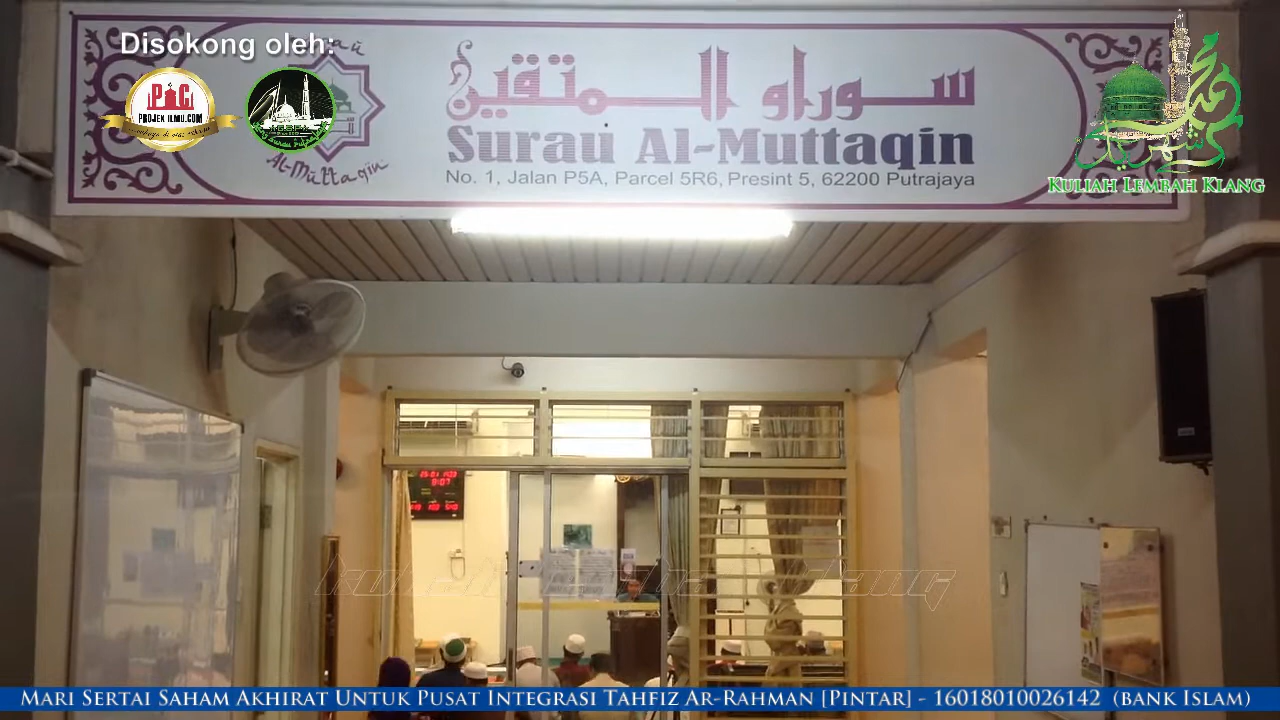 Disokong oleh:
PROJEK ILMU.COM
سوراو المتقين
Surau Al-Muttaqin
No. 1, Jalan P5A, Parcel 5R6, Presint 5, 62200 Putrajaya
Al-Muttaqin
Kuliah Lembah Klang
9:07
Mari Sertai Saham Akhirat Untuk Pusat Integrasi Tahfiz Ar-Rahman [Pintar] - 16018010026142 (bank Islam)